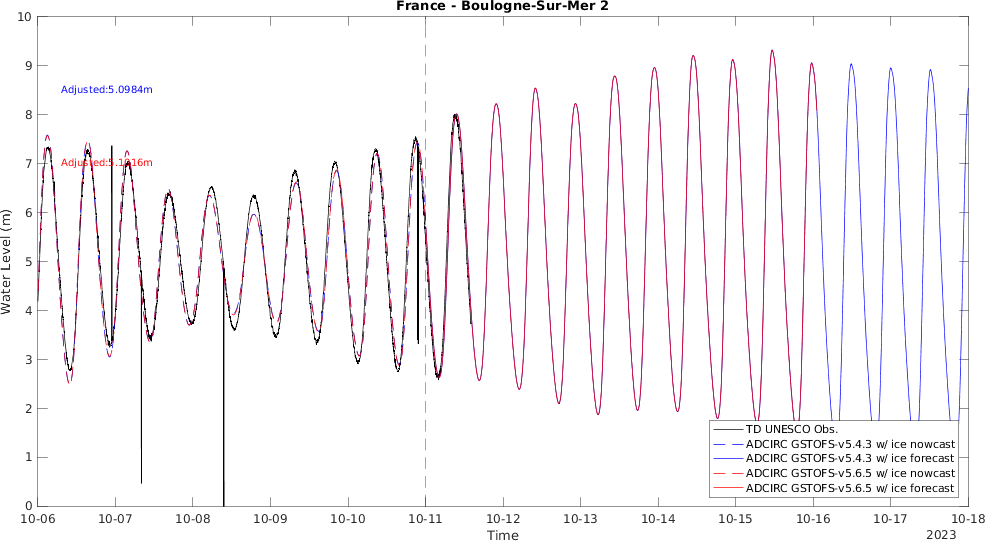 France - Boulogne-Sur-Mer 2
10
9
8
7
6
5
4
3
2
1
0
Water Level (m)
Adjusted:5.0984m
TD UNESCO Obs.
ADCIRC GSTOFS-v5.4.3 w/ ice nowcast
ADCIRC GSTOFS-v5.4.3 w/ ice forecast
ADCIRC GSTOFS-v5.6.5 w/ ice nowcast
ADCIRC GSTOFS-v5.6.5 w/ ice forecast
10-06 10-07 10-08 10-09 10-10 10-11 10-12 10-13 10-14 10-15 10-16 10-17 10-18
Time
2023